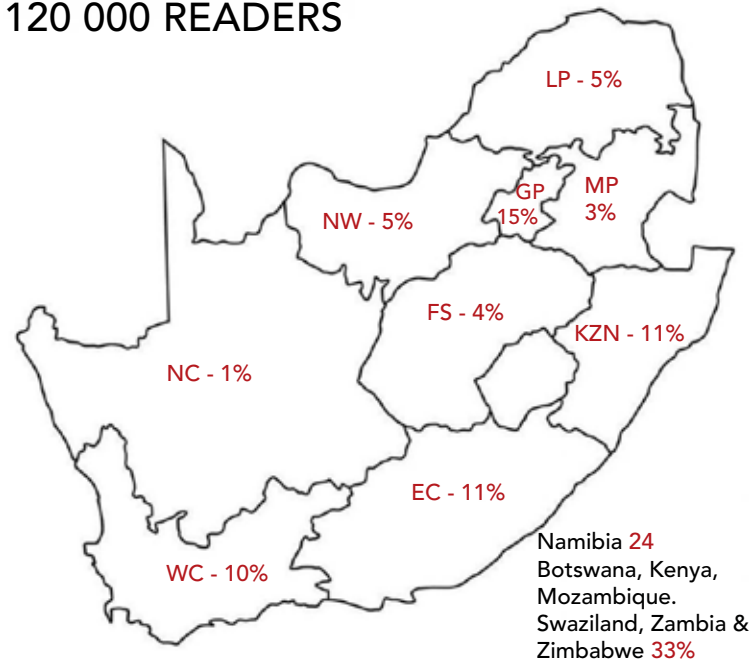 120 000 READERS
LP - 5%
MP
3%
GP
15%
NW - 5%
FS - 4%
KZN - 11%
NC - 1%
EC - 11%
WC - 10%
Namibia 24
Botswana, Kenya,
Mozambique.
Swaziland, Zambia &
Zimbabwe 33%